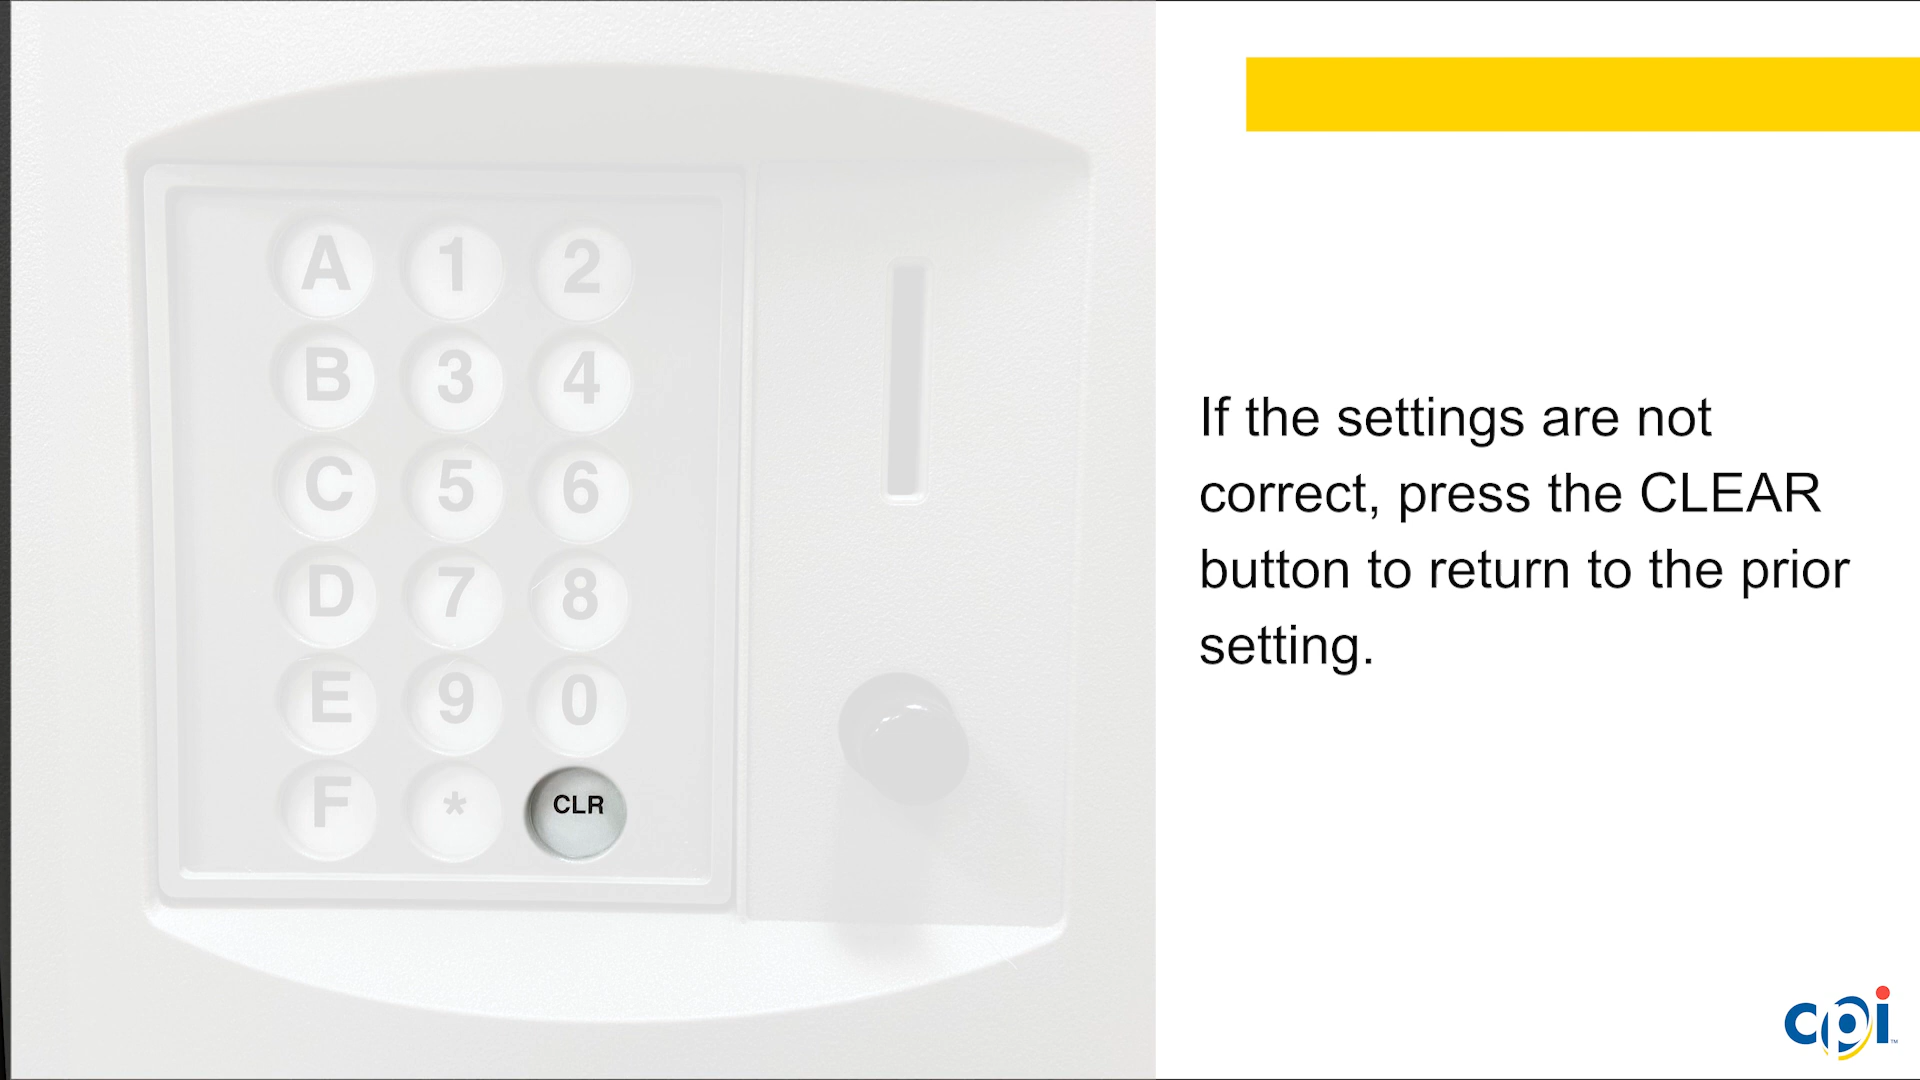 A 1 2
B 3 4
C 5 6
D 7 8
E 9 0
F * CLR
If the settings are not
correct, press the CLEAR
button to return to the prior
setting.
cpi™